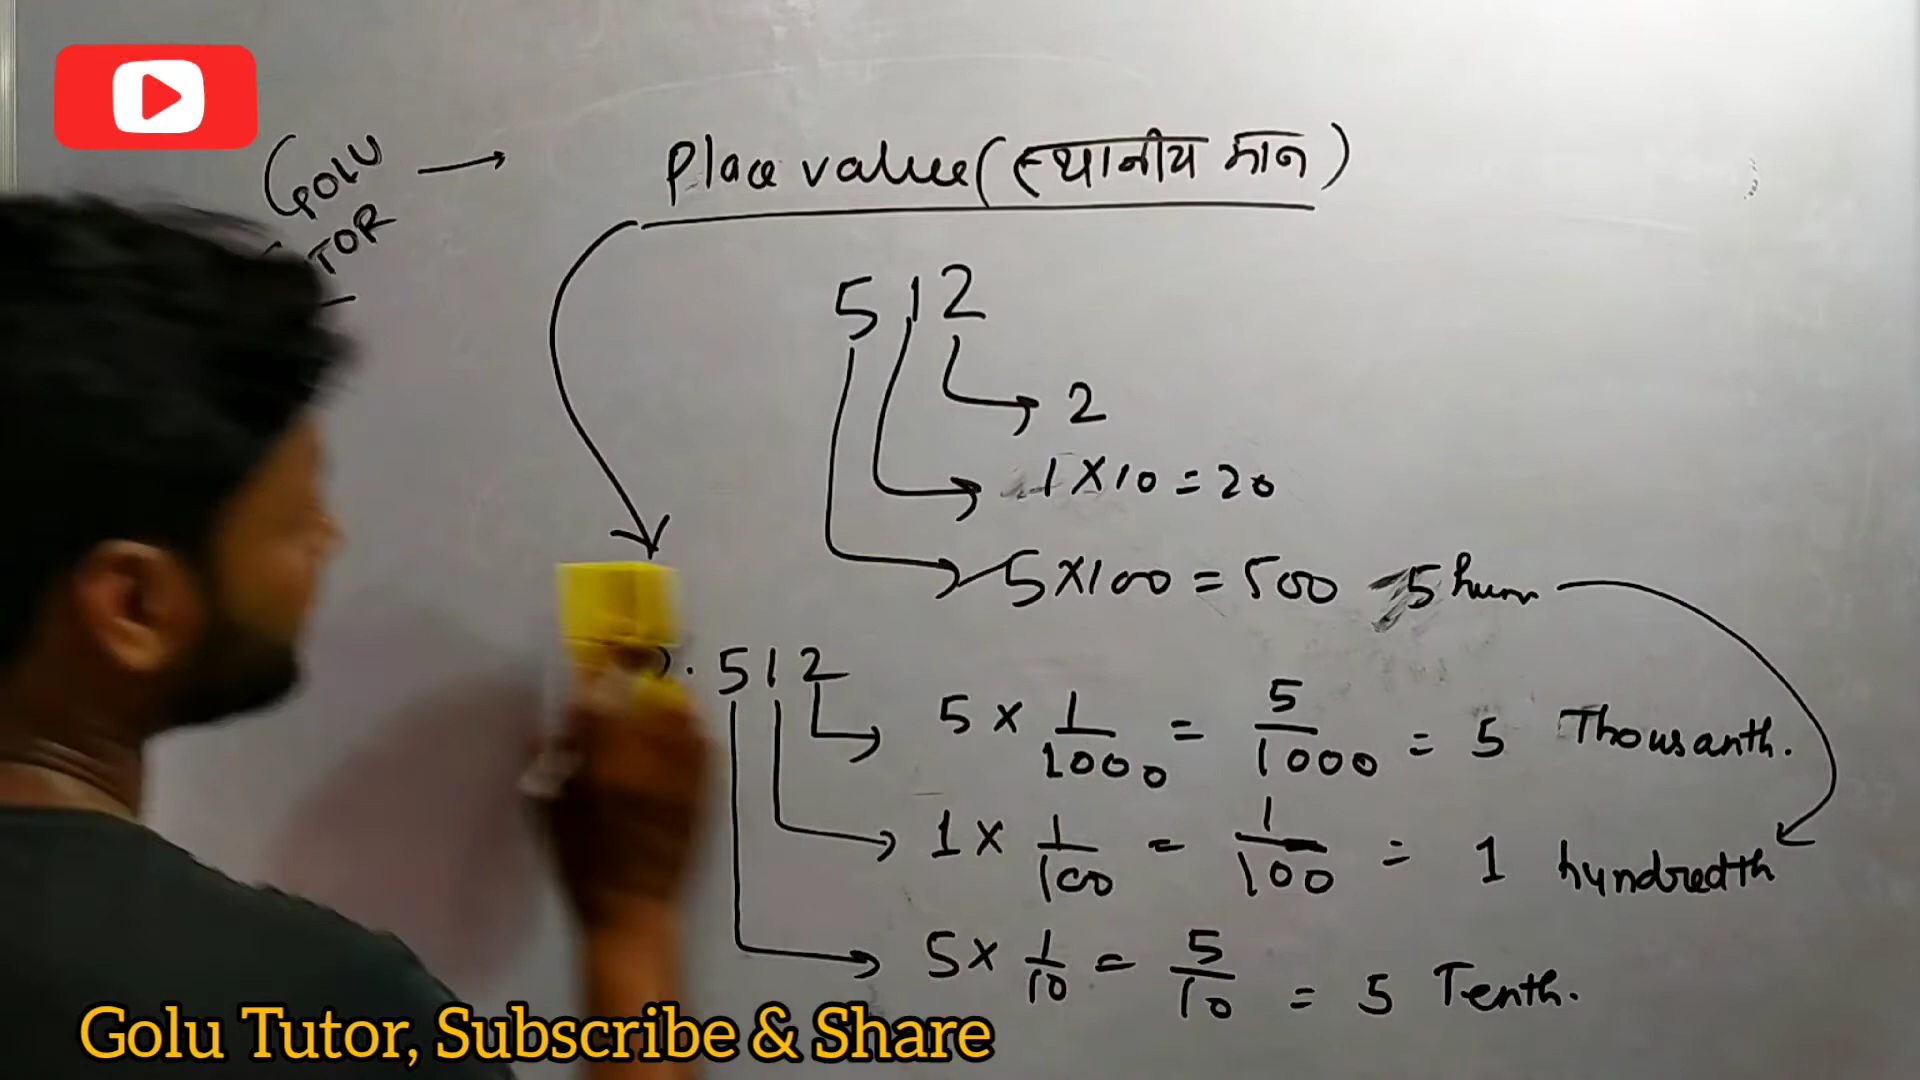 GOLU → Place value (स्थानीय मान)
TOR
512
2
1×10=20
5×100=500 5 hun
.512
5 × 1/1000 = 5/1000 = 5 Thousanth.
1 × 1/100 = 1/100 = 1 hundredth
5 × 1/10 = 5/10 = 5 Tenth.
Golu Tutor, Subscribe & Share